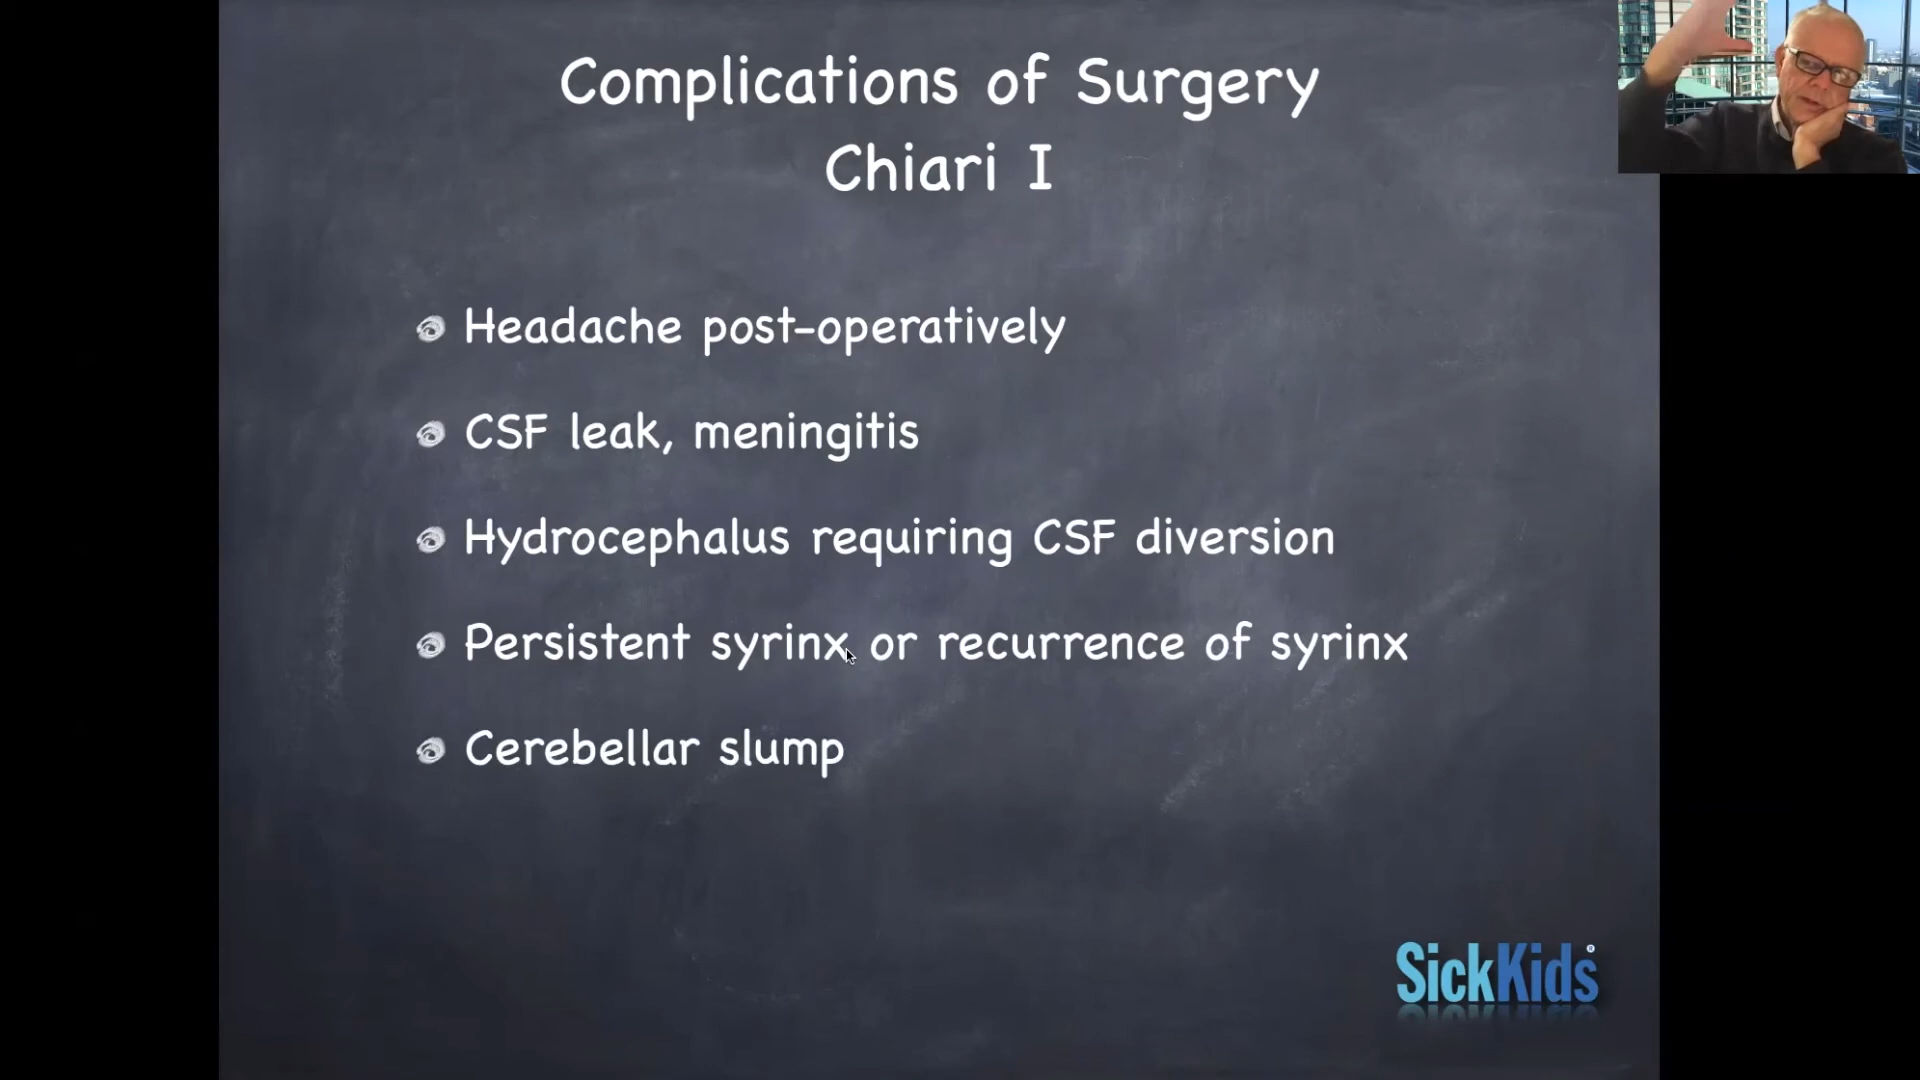 Complications of Surgery
Chiari I
Headache post-operatively
CSF leak, meningitis
Hydrocephalus requiring CSF diversion
Persistent syrinx or recurrence of syrinx
Cerebellar slump
SickKids®